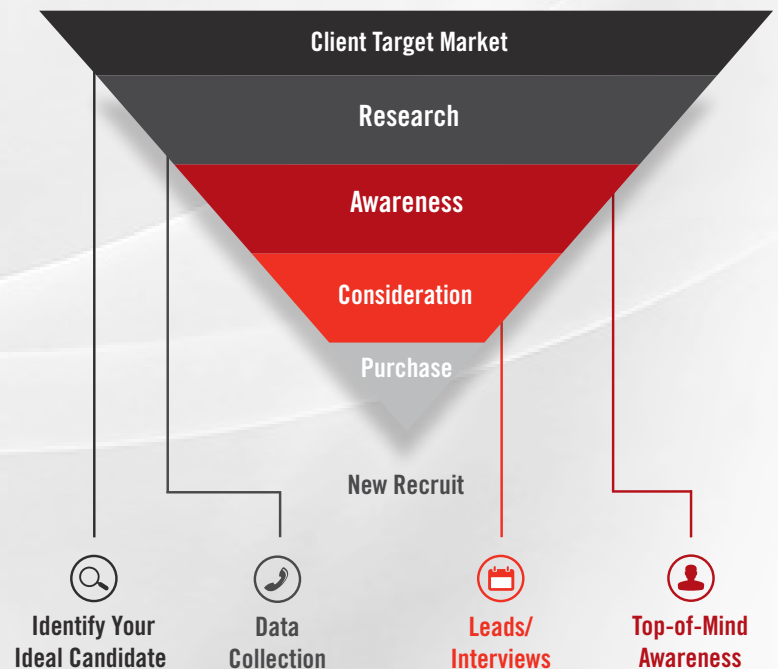 Client Target Market
Research
Awareness
Consideration
Purchase
New Recruit
Identify Your
Ideal Candidate
Data
Collection
Leads/
Interviews
Top-of-Mind
Awareness